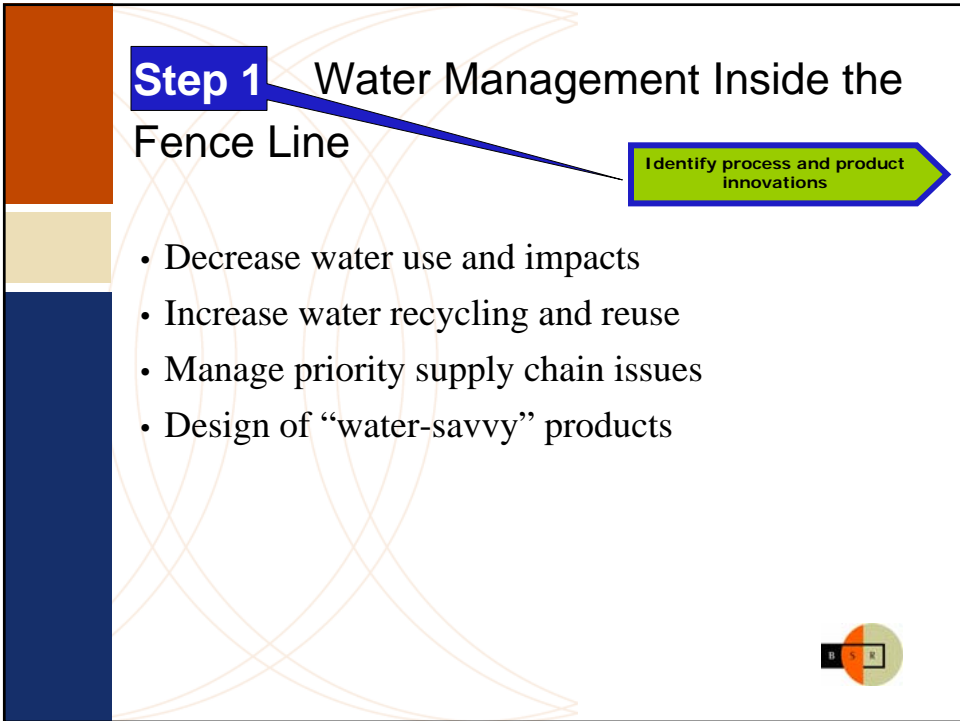 Step 1 Water Management Inside the
Fence Line
Identify process and product
innovations
• Decrease water use and impacts
• Increase water recycling and reuse
• Manage priority supply chain issues
• Design of “water-savvy” products
B S R